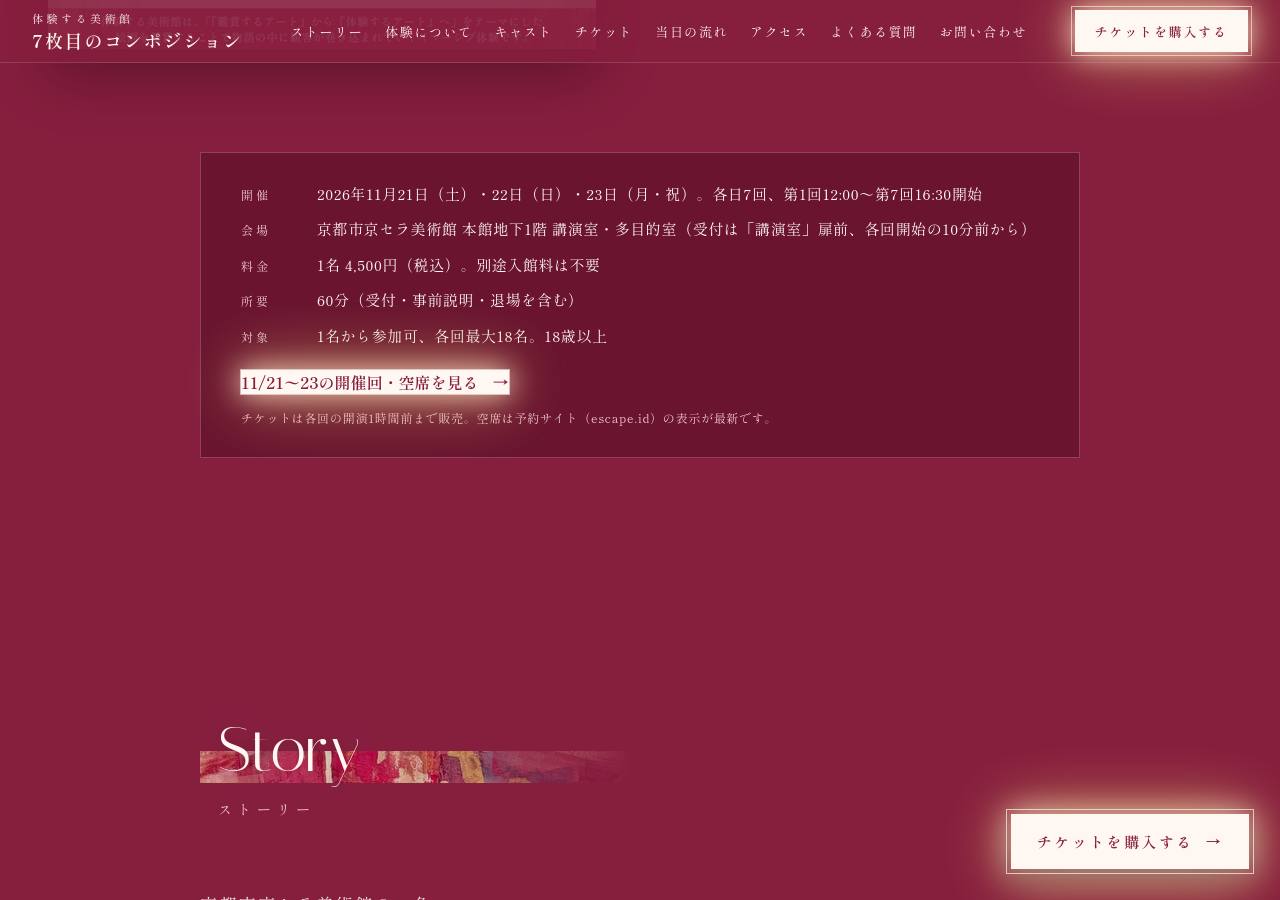 体験する美術館
7枚目のコンポジション
ストーリー
体験について
キャスト
チケット
当日の流れ
アクセス
よくある質問
お問い合わせ
チケットを購入する
開催 2026年11月21日（土）・22日（日）・23日（月・祝）。各日7回、第1回12:00〜第7回16:30開始
会場 京都市京セラ美術館 本館地下1階 講演室・多目的室（受付は「講演室」扉前、各回開始の10分前から）
料金 1名 4,500円（税込）。別途入館料は不要
所要 60分（受付・事前説明・退場を含む）
対象 1名から参加可、各回最大18名。18歳以上
11/21〜23の開催回・空席を見る →
チケットは各回の開演1時間前まで販売。空席は予約サイト（escape.id）の表示が最新です。
Story
ストーリー
チケットを購入する →